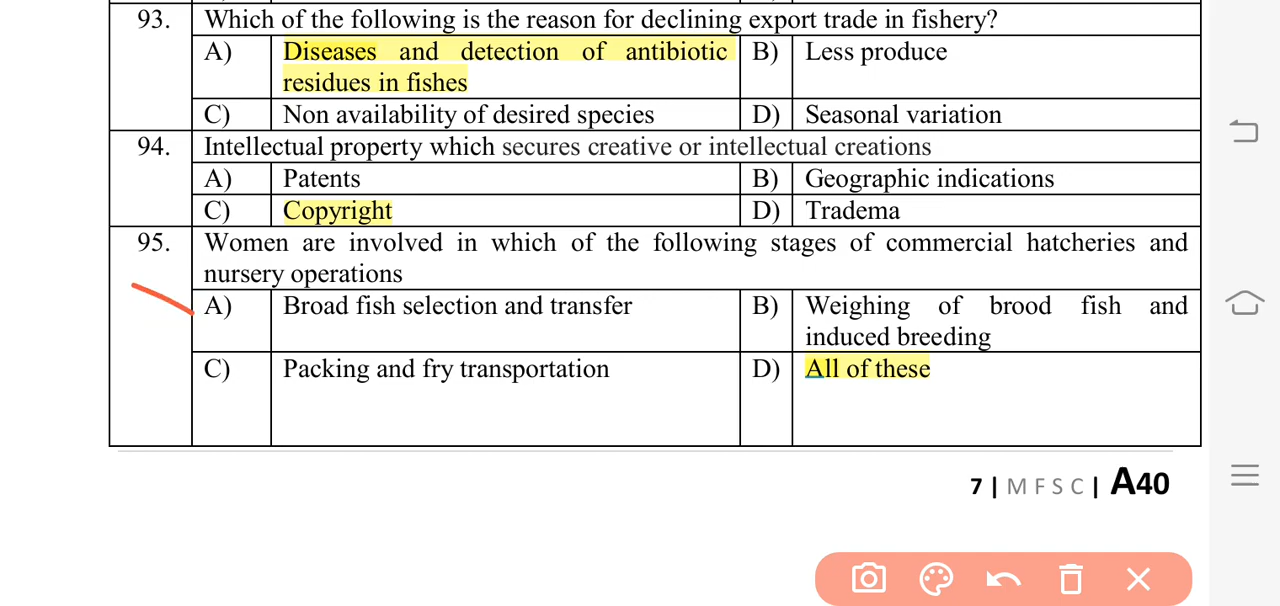 93. Which of the following is the reason for declining export trade in fishery?
A) Diseases and detection of antibiotic B) Less produce
residues in fishes
C) Non availability of desired species D) Seasonal variation
94. Intellectual property which secures creative or intellectual creations
A) Patents B) Geographic indications
C) Copyright D) Tradema
95. Women are involved in which of the following stages of commercial hatcheries and
nursery operations
A) Broad fish selection and transfer B) Weighing of brood fish and
induced breeding
C) Packing and fry transportation D) All of these
7 | M F S C | A40